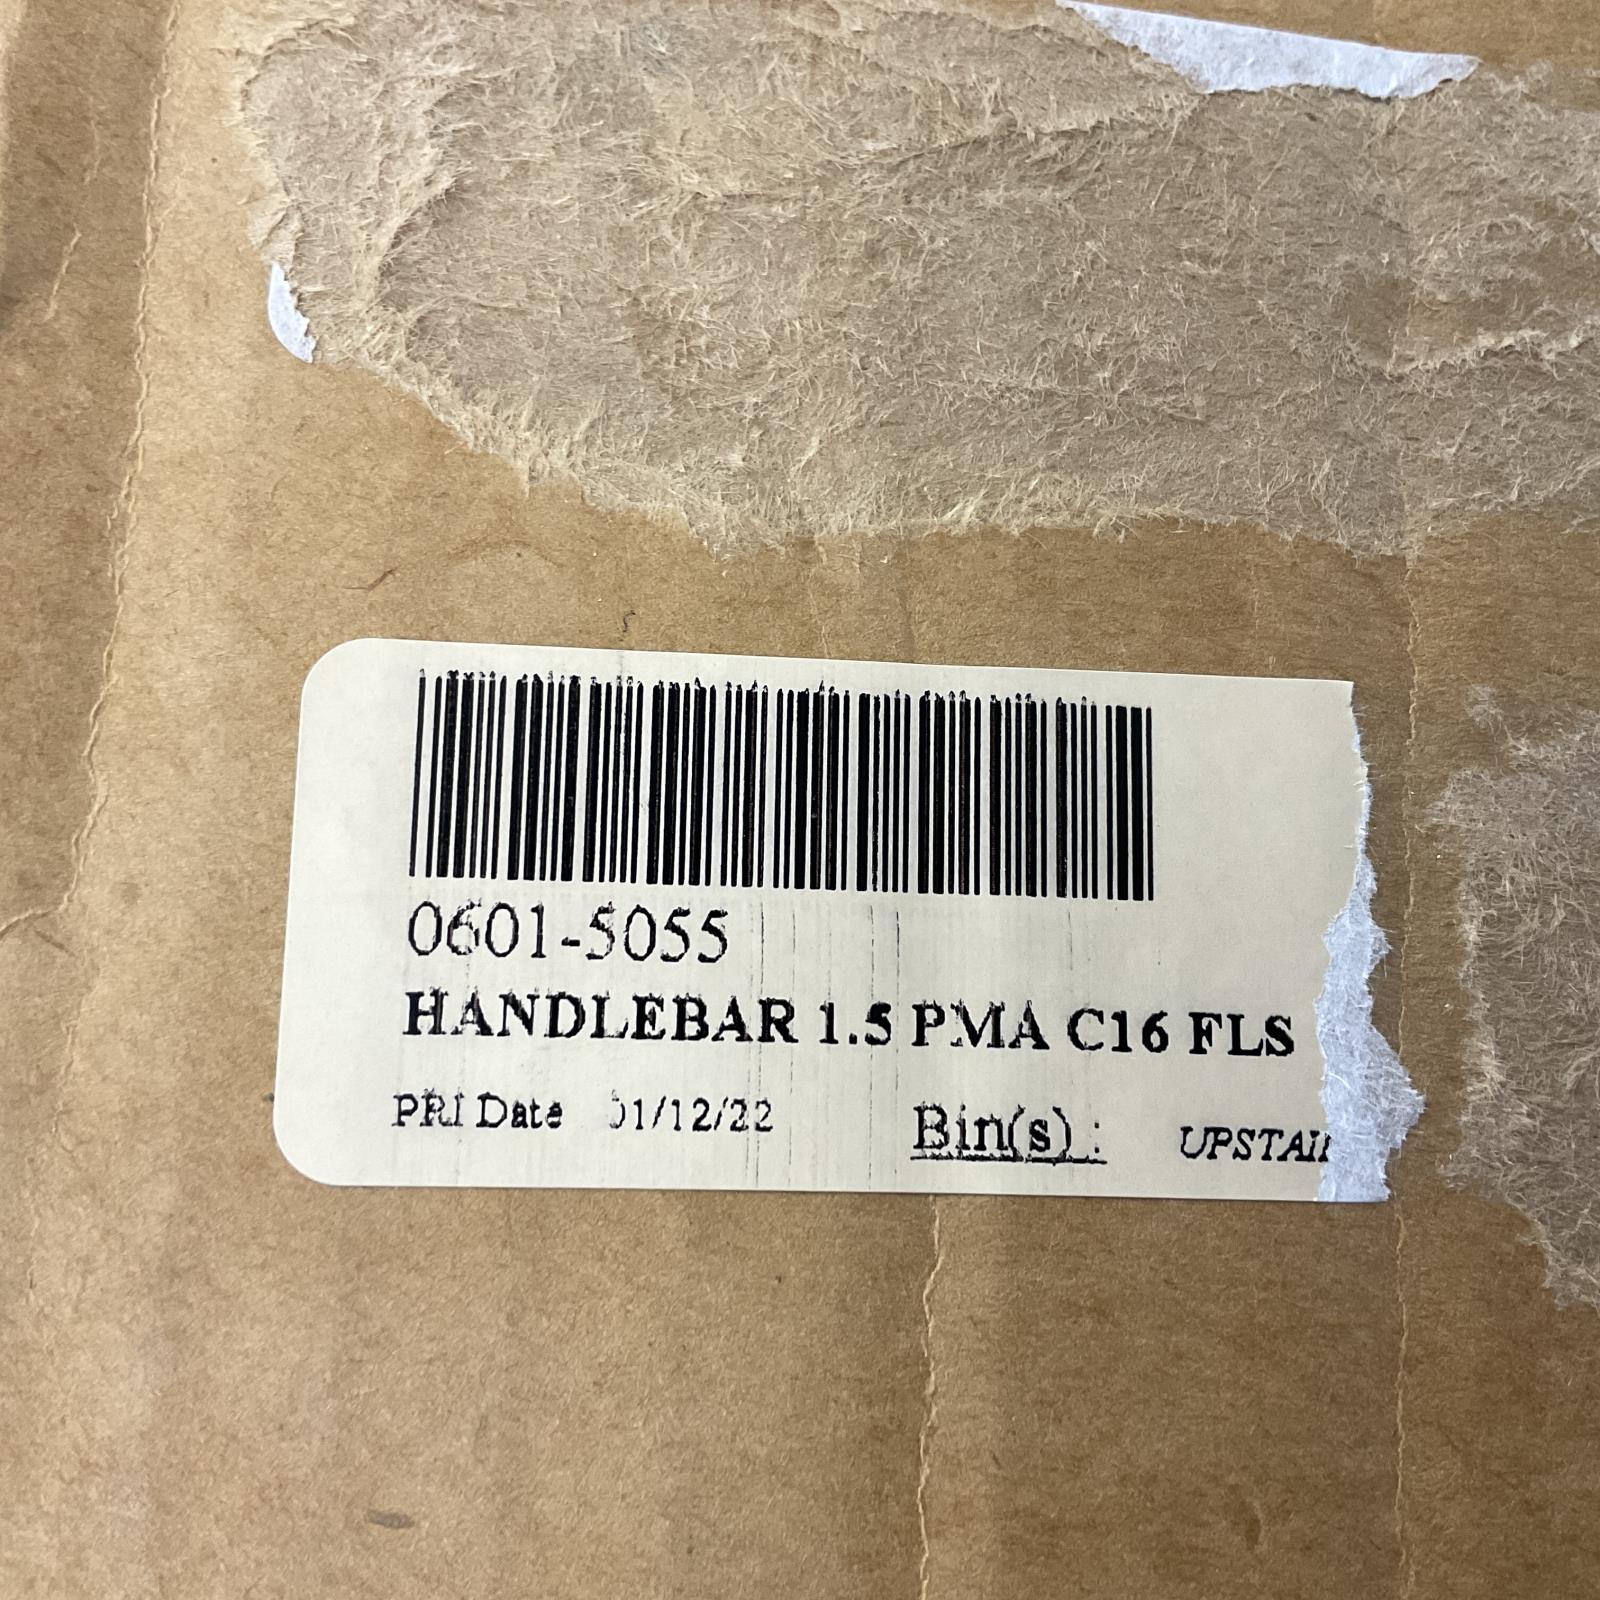 0601-5055
HANDLEBAR 1.5 PMA C16 FLS
PRI Date 01/12/22 Bin(s) :